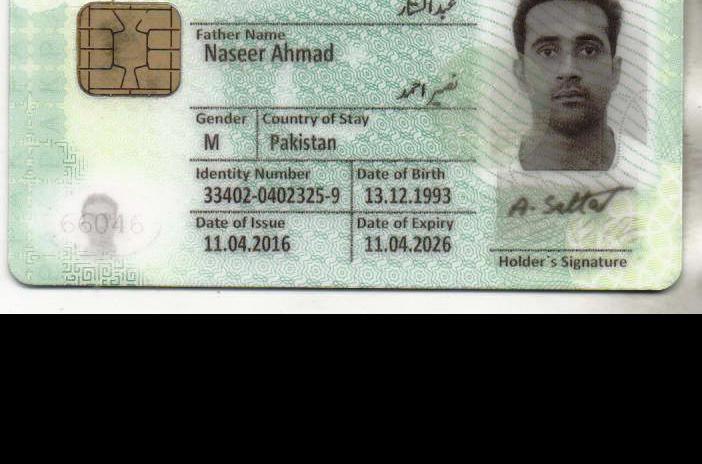 عبدالستار
Father Name
Naseer Ahmad
نصیر احمد
Gender Country of Stay
M Pakistan
Identity Number Date of Birth
33402-0402325-9 13.12.1993
66046
Date of Issue Date of Expiry
11.04.2016 11.04.2026
A. Sattar
Holder's Signature